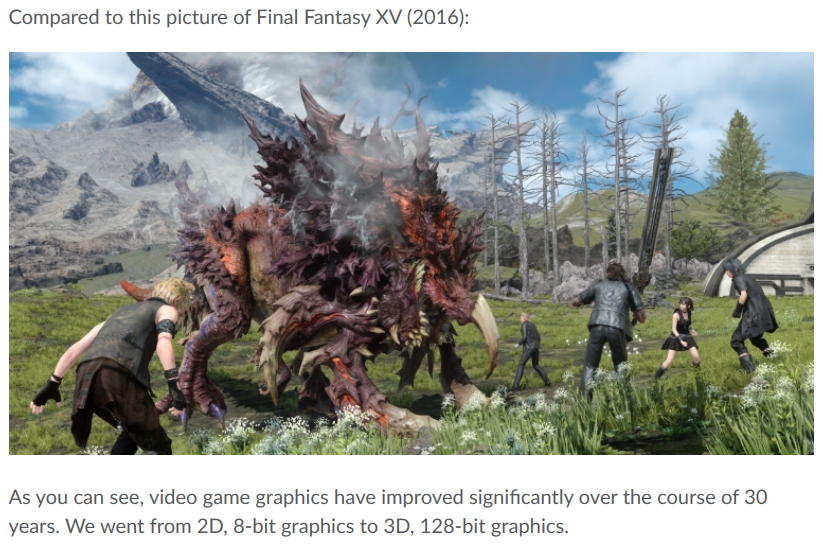 Compared to this picture of Final Fantasy XV (2016):
As you can see, video game graphics have improved significantly over the course of 30
years. We went from 2D, 8-bit graphics to 3D, 128-bit graphics.